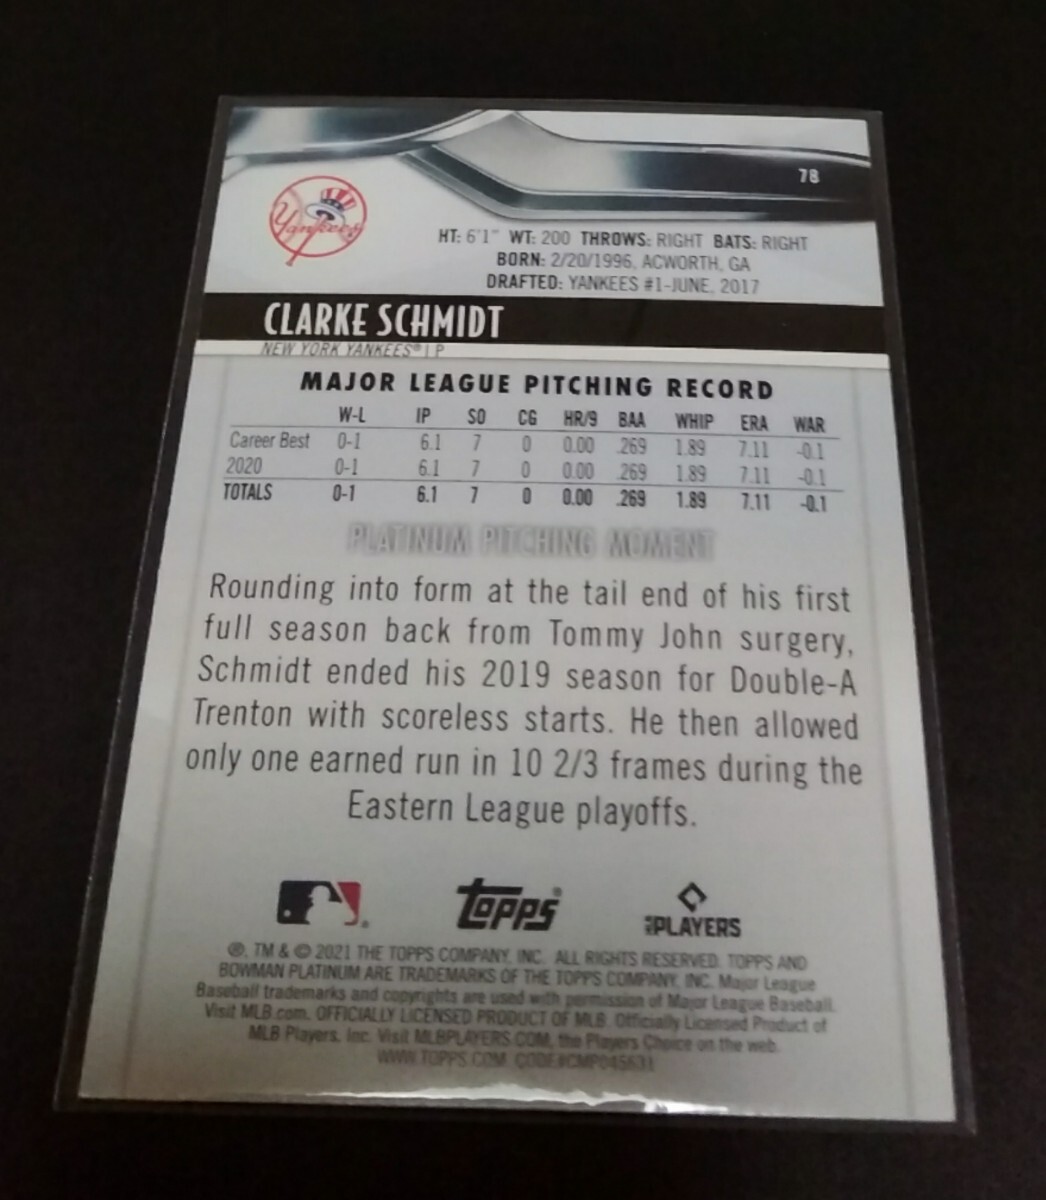 78
Yankees
HT: 6'1" WT: 200 THROWS: RIGHT BATS: RIGHT
BORN: 2/20/1996, ACWORTH, GA
DRAFTED: YANKEES #1-JUNE, 2017
CLARKE SCHMIDT
NEW YORK YANKEES® | P
MAJOR LEAGUE PITCHING RECORD
W-L IP SO CG HR/9 BAA WHIP ERA WAR
Career Best 0-1 6.1 7 0 0.00 .269 1.89 7.11 -0.1
2020 0-1 6.1 7 0 0.00 .269 1.89 7.11 -0.1
TOTALS 0-1 6.1 7 0 0.00 .269 1.89 7.11 -0.1
PLATINUM PITCHING MOMENT
Rounding into form at the tail end of his first
full season back from Tommy John surgery,
Schmidt ended his 2019 season for Double-A
Trenton with scoreless starts. He then allowed
only one earned run in 10 2/3 frames during the
Eastern League playoffs.
Topps®
PLAYERS
®, TM & © 2021 THE TOPPS COMPANY, INC. ALL RIGHTS RESERVED. TOPPS AND
BOWMAN PLATINUM ARE TRADEMARKS OF THE TOPPS COMPANY, INC. Major League
Baseball trademarks and copyrights are used with permission of Major League Baseball.
Visit MLB.com. OFFICIALLY LICENSED PRODUCT OF MLB. Officially Licensed Product of
MLB Players, Inc. Visit MLBPLAYERS.COM, the Players Choice on the web.
WWW.TOPPS.COM. CODE#CMP045631